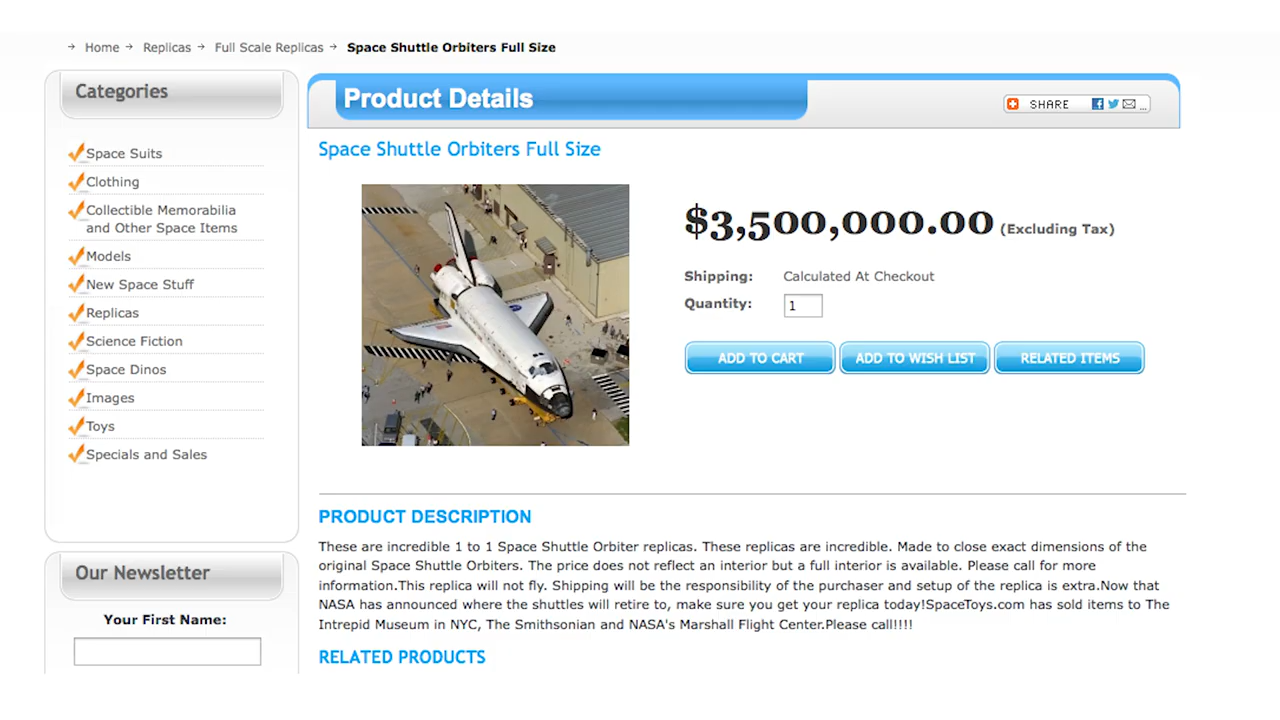 Home
Replicas
Full Scale Replicas
Space Shuttle Orbiters Full Size
Categories
Space Suits
Clothing
Collectible Memorabilia
and Other Space Items
Models
New Space Stuff
Replicas
Science Fiction
Space Dinos
Images
Toys
Specials and Sales
Our Newsletter
Your First Name:
Product Details
SHARE
...
Space Shuttle Orbiters Full Size
$3,500,000.00 (Excluding Tax)
Shipping: Calculated At Checkout
Quantity: 1
ADD TO CART
ADD TO WISH LIST
RELATED ITEMS
PRODUCT DESCRIPTION
These are incredible 1 to 1 Space Shuttle Orbiter replicas. These replicas are incredible. Made to close exact dimensions of the
original Space Shuttle Orbiters. The price does not reflect an interior but a full interior is available. Please call for more
information.This replica will not fly. Shipping will be the responsibility of the purchaser and setup of the replica is extra.Now that
NASA has announced where the shuttles will retire to, make sure you get your replica today!SpaceToys.com has sold items to The
Intrepid Museum in NYC, The Smithsonian and NASA's Marshall Flight Center.Please call!!!!
RELATED PRODUCTS